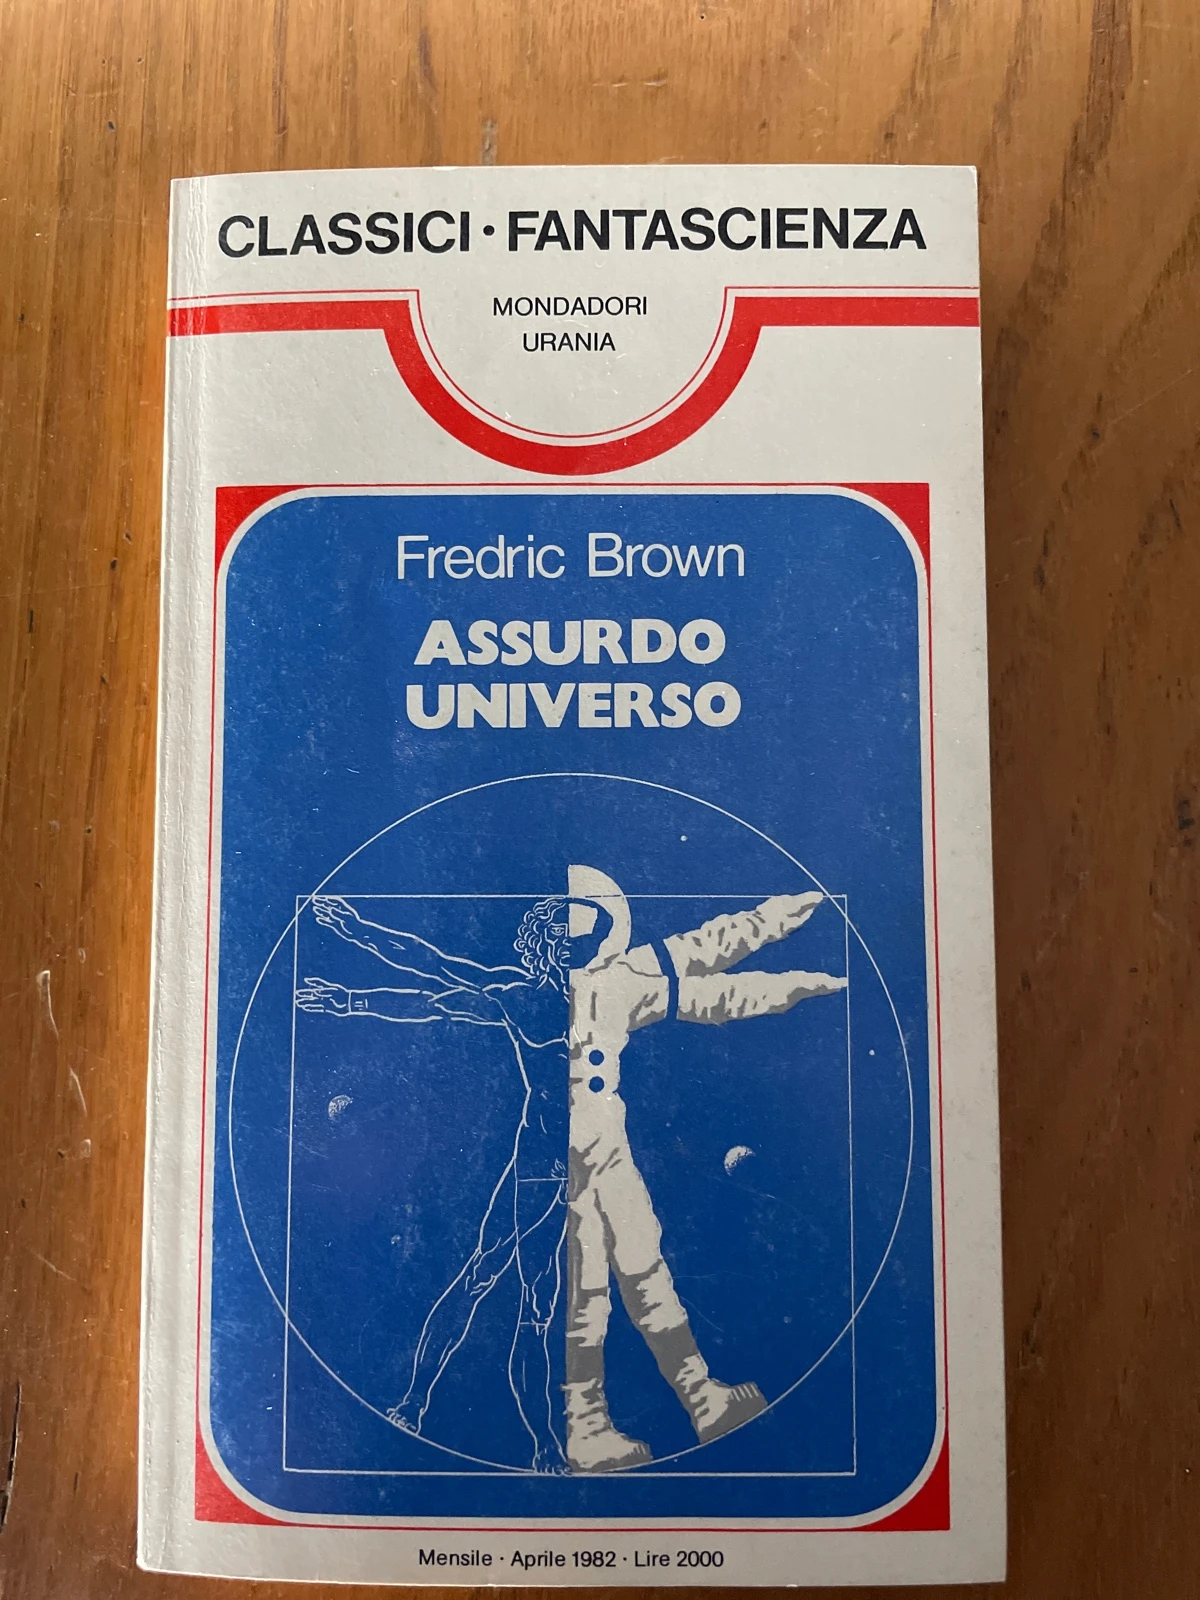 CLASSICI • FANTASCIENZA
MONDADORI
URANIA
Fredric Brown
ASSURDO
UNIVERSO
Mensile · Aprile 1982 · Lire 2000